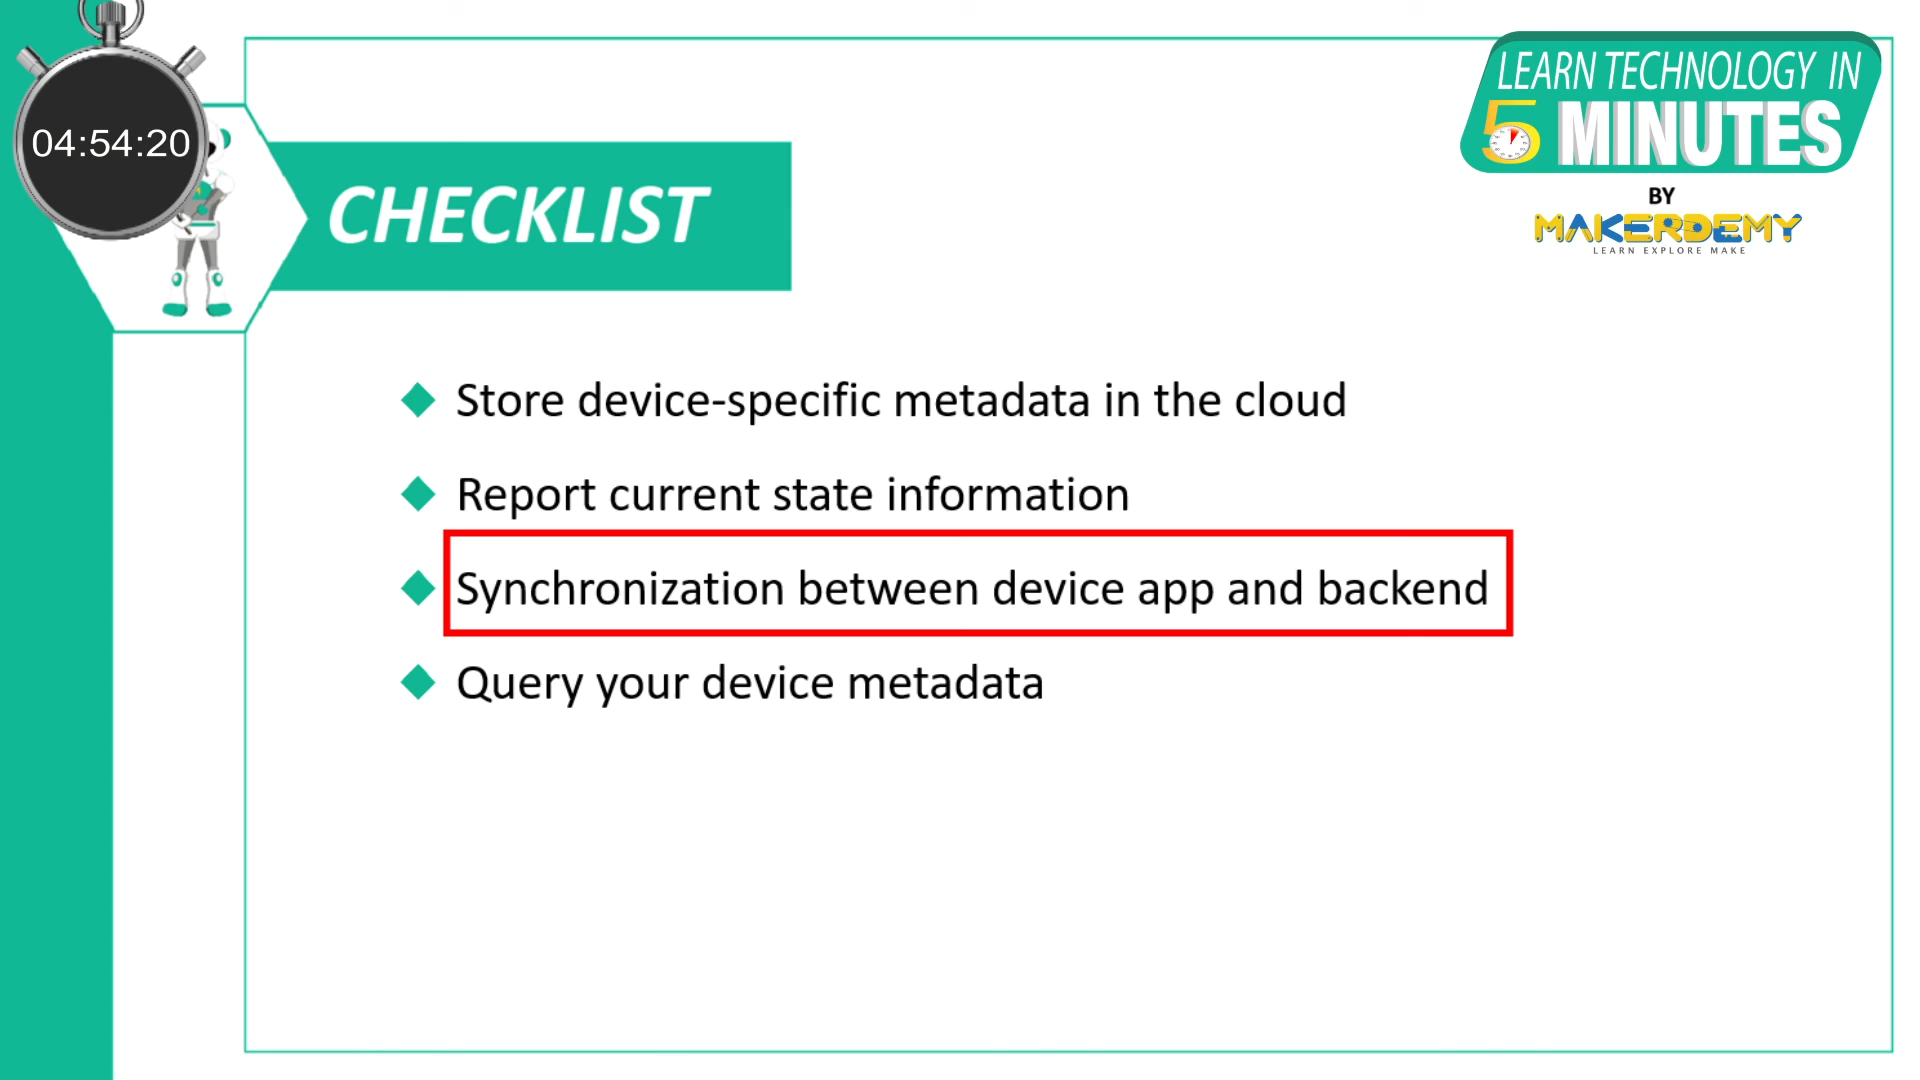 04:54:20
LEARN TECHNOLOGY IN
5 MINUTES
BY
MAKERDEMY
LEARN EXPLORE MAKE
CHECKLIST
Store device-specific metadata in the cloud
Report current state information
Synchronization between device app and backend
Query your device metadata